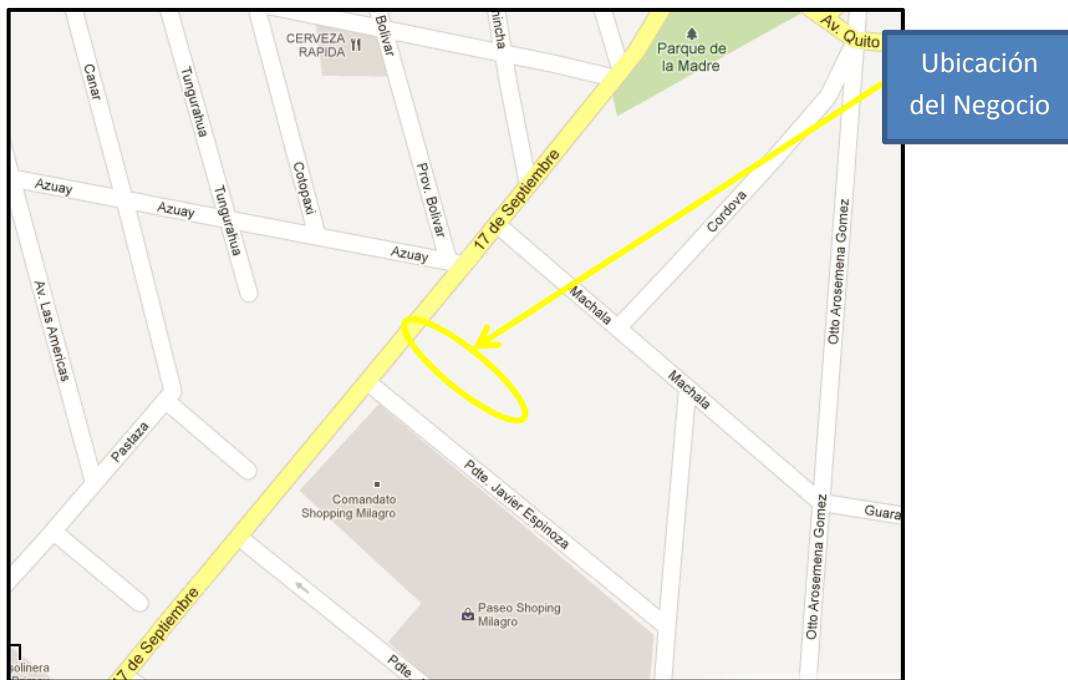 CERVEZA
RAPIDA
Bolivar
hincha
Parque de
la Madre
Av. Quito
Ubicación
del Negocio
Canar
Tungurahua
Cotopaxi
Prov. Bolivar
17 de Septiembre
Cordova
Otto Arosemena Gomez
Azuay
Azuay
Tungurahua
Azuay
Av. Las Americas
Machala
Machala
Pastaza
Pdte. Javier Espinoza
Comandato
Shopping Milagro
Guara
Otto Arosemena Gomez
Paseo Shoping
Milagro
17 de Septiembre
Pdte.
solinera